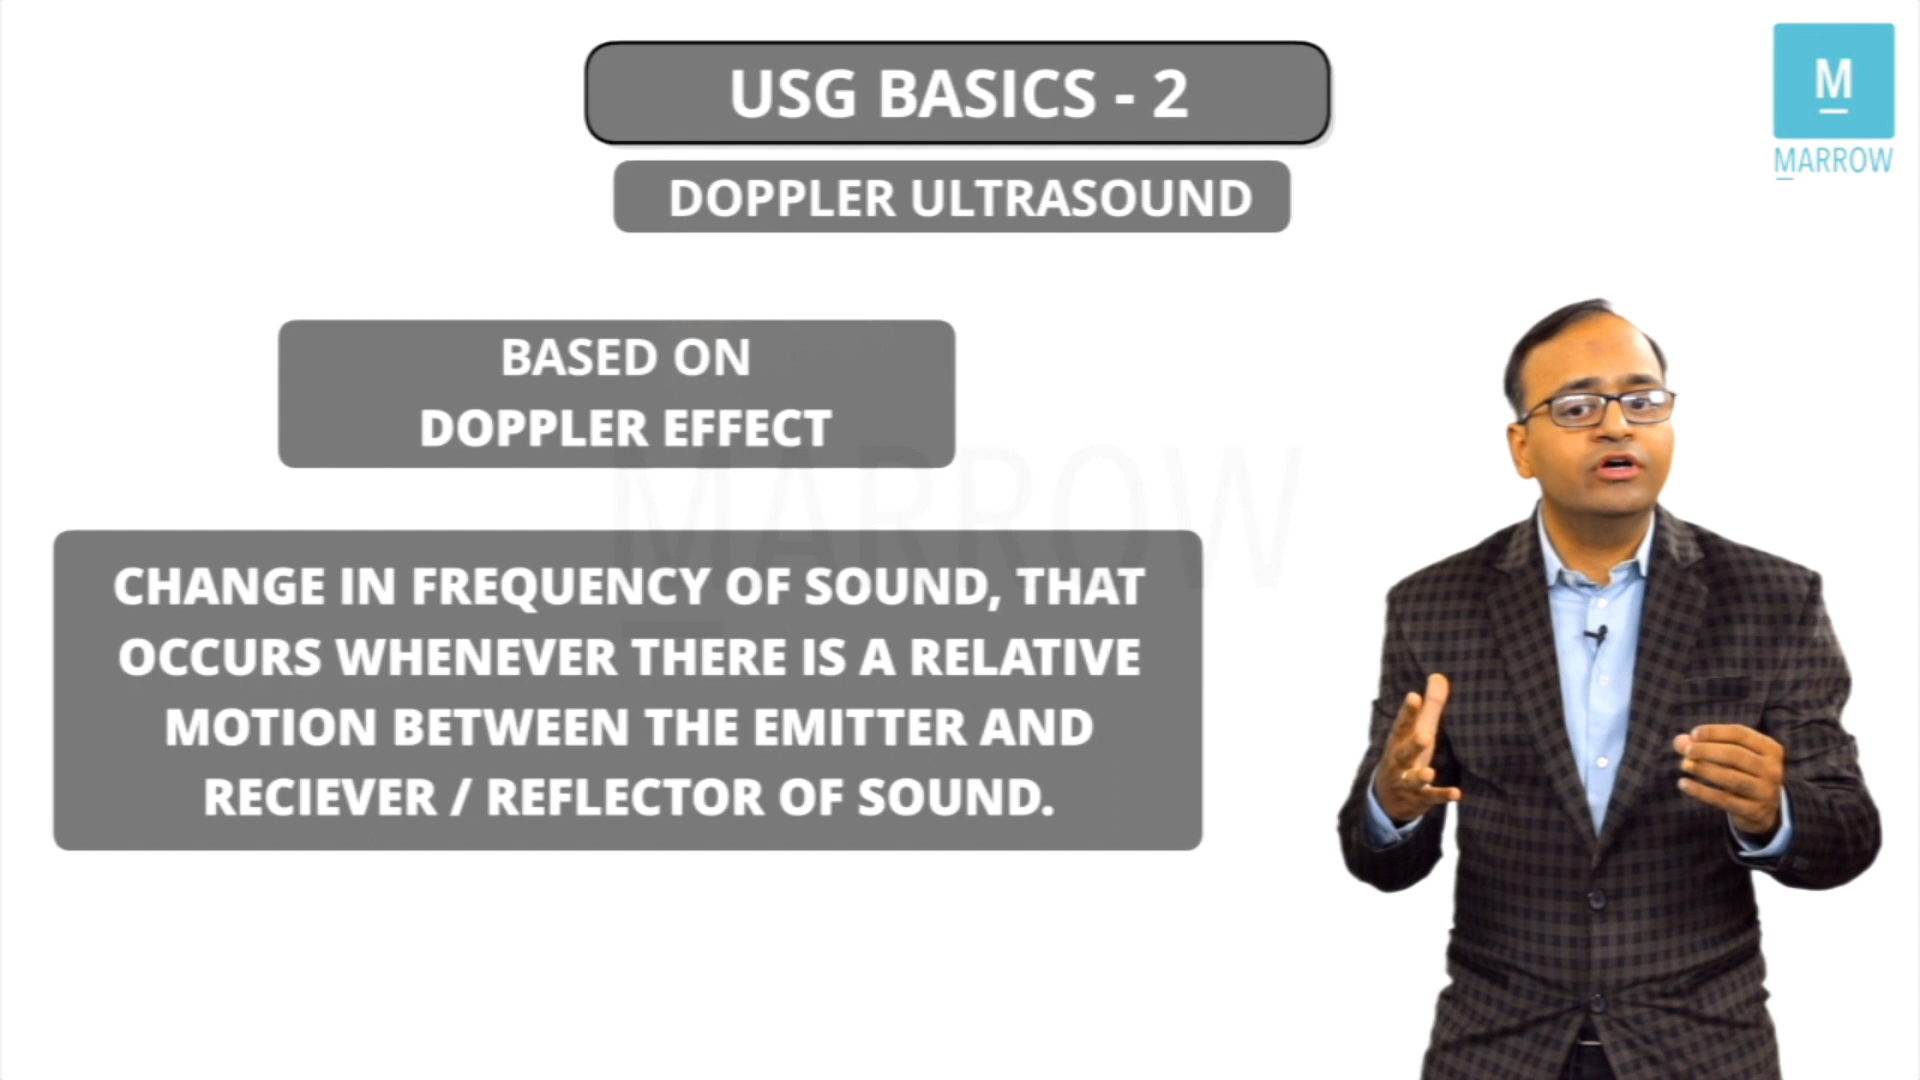 USG BASICS - 2
M
MARROW
DOPPLER ULTRASOUND
BASED ON
DOPPLER EFFECT
MARROW
CHANGE IN FREQUENCY OF SOUND, THAT
OCCURS WHENEVER THERE IS A RELATIVE
MOTION BETWEEN THE EMITTER AND
RECIEVER / REFLECTOR OF SOUND.